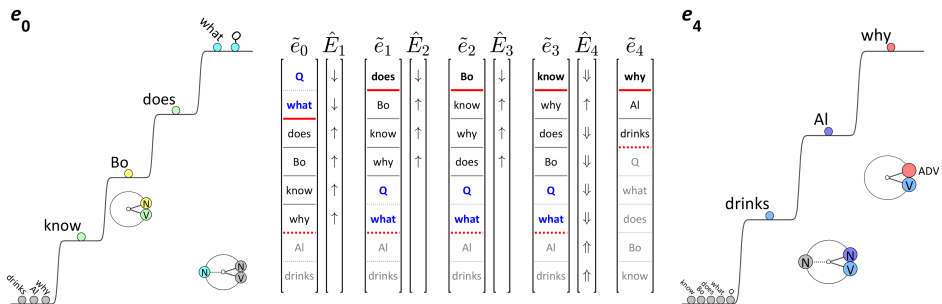 e0
what Q
does
Bo
know
drinks Al why
N
V
N
N
V
ẽ0 Ê1 ẽ1 Ê2 ẽ2 Ê3 ẽ3 Ê4 ẽ4
Q ↓ does ↓ Bo ↓ know ⇓ why
what ↓ Bo ↑ know ↑ why ↑ Al
does ↑ know ↑ why ↑ does ⇓ drinks
Bo ↑ why ↑ does ↑ Bo ⇓ Q
know ↑ Q Q Q ⇓ what
why ↑ what what what ⇓ does
Al Al Al Al ⇑ Bo
drinks drinks drinks drinks ⇑ know
e4
why
Al
drinks
know Bo does what Q
ADV
V
N
N
V